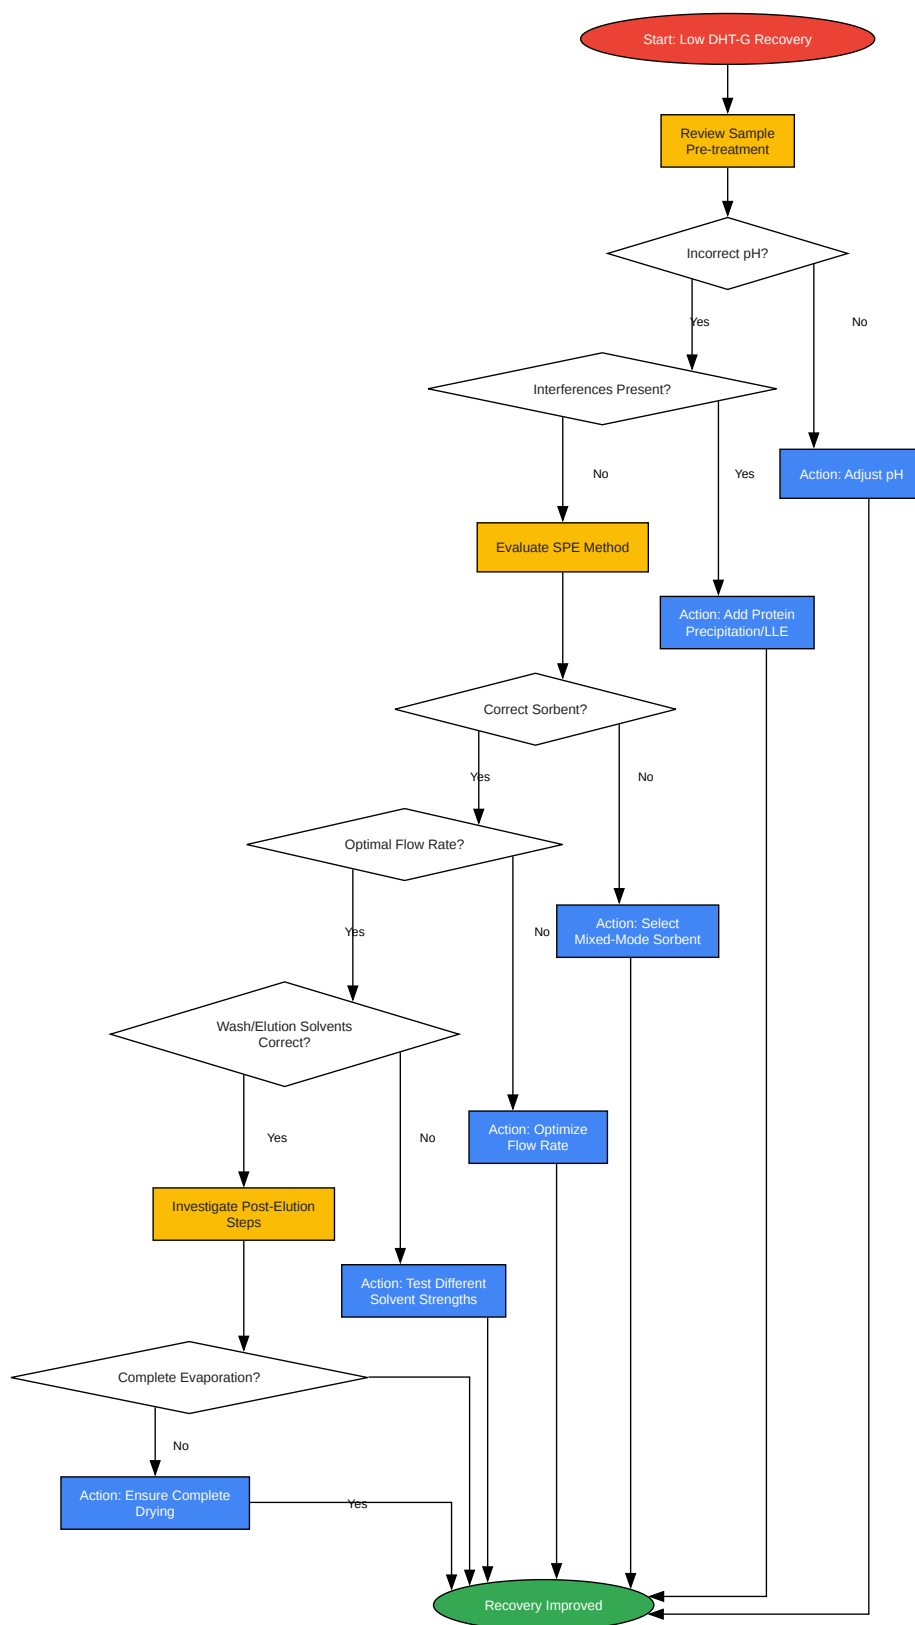 Start: Low DHT-G Recovery
Review Sample
Pre-treatment
Incorrect pH?
Yes
No
Interferences Present?
No
Yes
Action: Adjust pH
Evaluate SPE Method
Action: Add Protein
Precipitation/LLE
Correct Sorbent?
Yes
No
Optimal Flow Rate?
Yes
No
Action: Select
Mixed-Mode Sorbent
Wash/Elution Solvents
Correct?
Yes
No
Action: Optimize
Flow Rate
Investigate Post-Elution
Steps
Action: Test Different
Solvent Strengths
Complete Evaporation?
No
Action: Ensure Complete
Drying
Yes
Recovery Improved